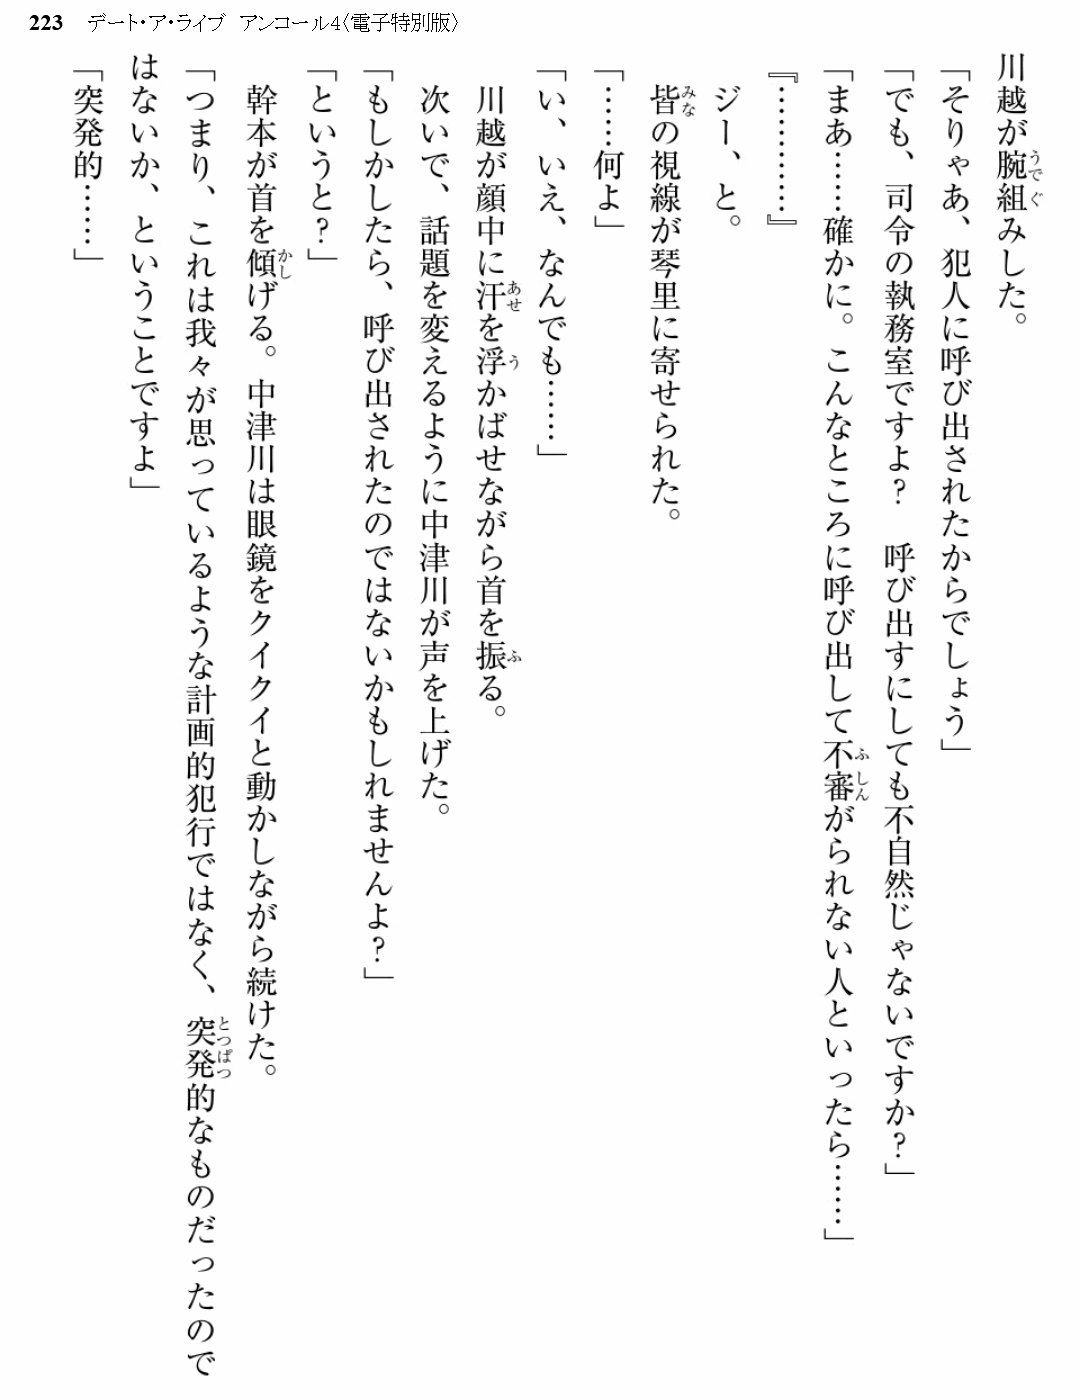 223 デート・ア・ライブ アンコール4〈電子特別版〉
川越が腕組みした。
「そりゃあ、犯人に呼び出されたからでしょう」
「でも、司令の執務室ですよ？　呼び出すにしても不自然じゃないですか？」
「まあ……確かに。こんなところに呼び出して不審がられない人といったら……」
『…………』
ジー、と。
皆の視線が琴里に寄せられた。
「……何よ」
「い、いえ、なんでも……」
川越が顔中に汗を浮かばせながら首を振る。
次いで、話題を変えるように中津川が声を上げた。
「もしかしたら、呼び出されたのではないかもしれませんよ？」
「というと？」
幹本が首を傾げる。中津川は眼鏡をクイクイと動かしながら続けた。
「つまり、これは我々が思っているような計画的犯行ではなく、突発的なものだったので
はないか、ということですよ」
「突発的……」